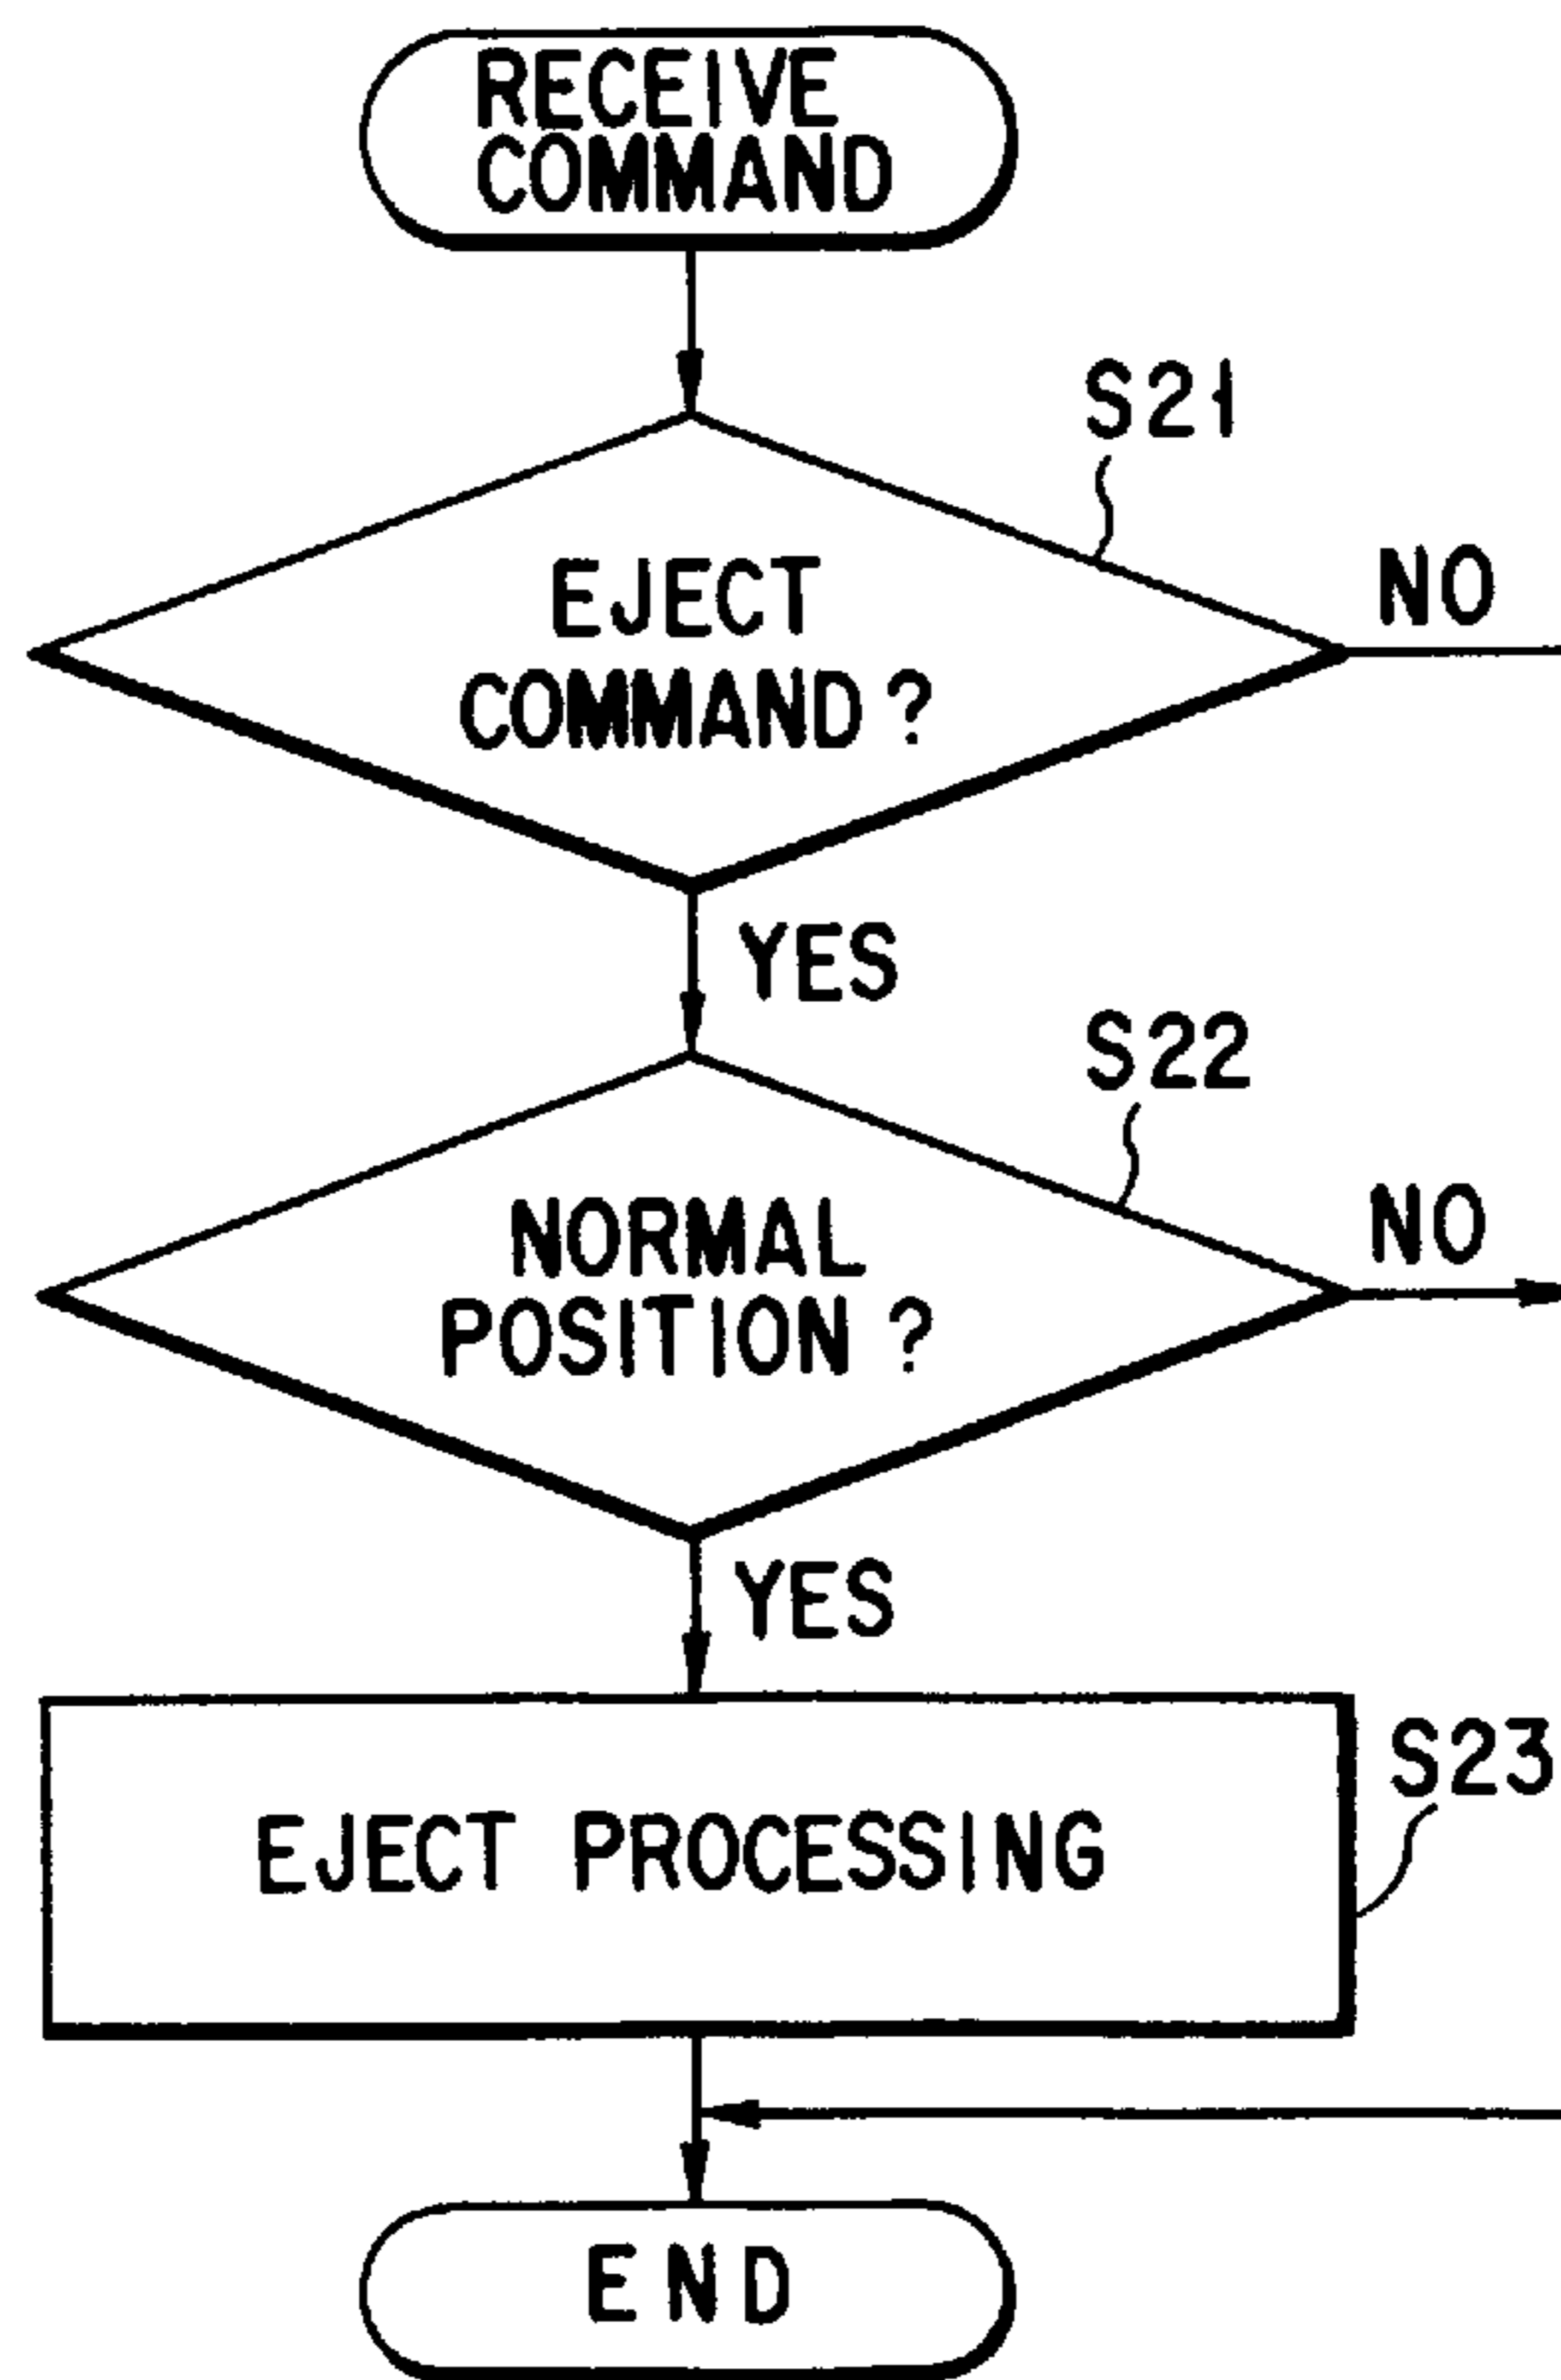 RECEIVE
COMMAND
S21
EJECT
COMMAND?
NO
YES
S22
NORMAL
POSITION?
NO
YES
S23
EJECT PROCESSING
END